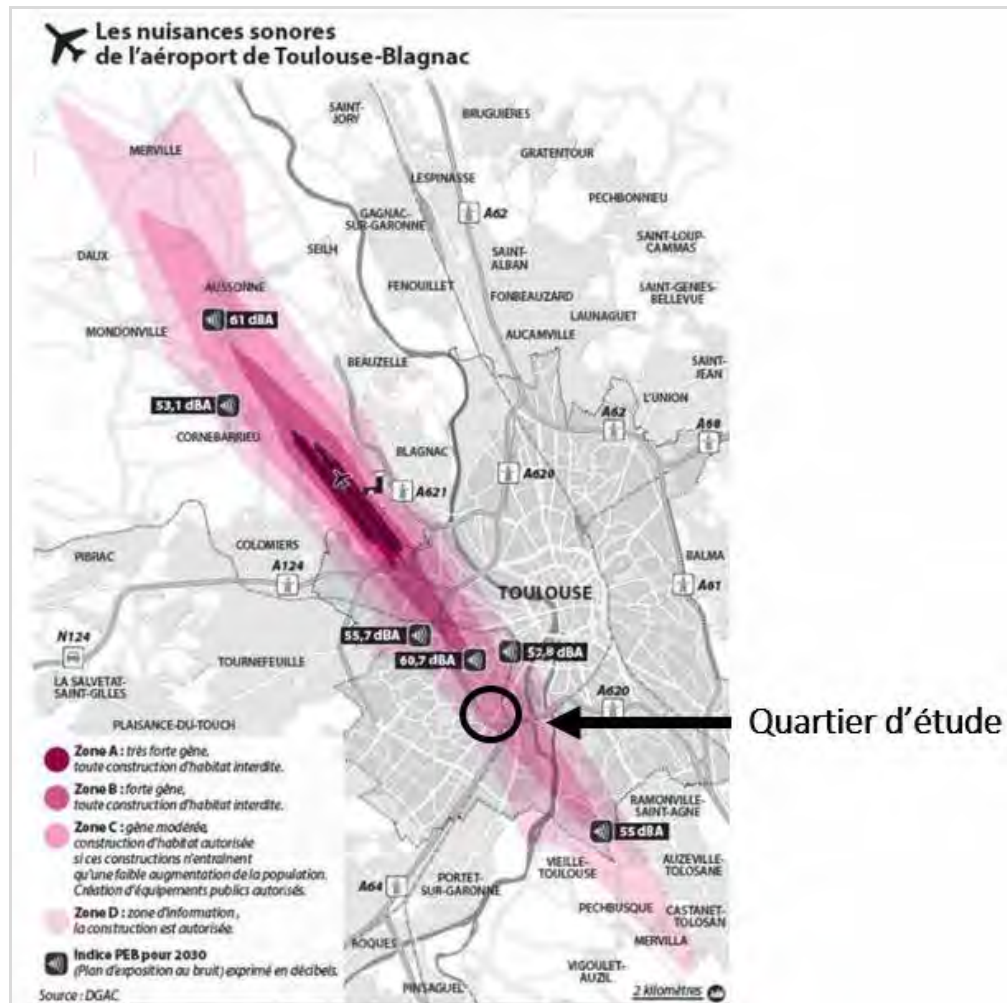 Les nuisances sonores
de l'aéroport de Toulouse-Blagnac
SAINT-
JORY
BRUGUIÈRES
MERVILLE
GRATENTOUR
LESPINASSE
PECHBONNIEU
GAGNAC-
SUR-GARONNE
A62
SAINT-LOUP-
CAMMAS
DAUX
SEILH
SAINT-
ALBAN
AUSSONNE
FENOUILLET
FONBEAUZARD
SAINT-GENIES-
BELLEVUE
61 dBA
LAUNAGUET
MONDONVILLE
AUCAMVILLE
BEAUZELLE
SAINT-
JEAN
53,1 dBA
L'UNION
A62
A68
CORNEBARRIEU
BLAGNAC
A620
A621
COLOMIERS
PIBRAC
A124
BALMA
TOULOUSE
A61
N124
55,7 dBA
60,7 dBA
TOURNEFEUILLE
LA SALVETAT-
SAINT-GILLES
A620
PLAISANCE-DU-TOUCH
Quartier d'étude
Zone A : très forte gêne,
toute construction d'habitat interdite.
Zone B : forte gêne,
toute construction d'habitat interdite.
Zone C : gêne modérée,
construction d'habitat autorisée
si ces constructions n'entraînent
qu'une faible augmentation de la population.
Création d'équipements publics autorisés.
Zone D : zone d'information,
la construction est autorisée.
Indice PEB pour 2030
(Plan d'exposition au bruit) exprimé en décibels.
Source : DGAC
RAMONVILLE-
SAINT-AGNE
55 dBA
VIEILLE-
TOULOUSE
AUZEVILLE-
TOLOSANE
A64
PORTET-
SUR-GARONNE
PECHBUSQUE
CASTANET-
TOLOSAN
ROQUES
MERVILLA
VIGOULET-
AUZIL
PINSAGUEL
2 kilomètres